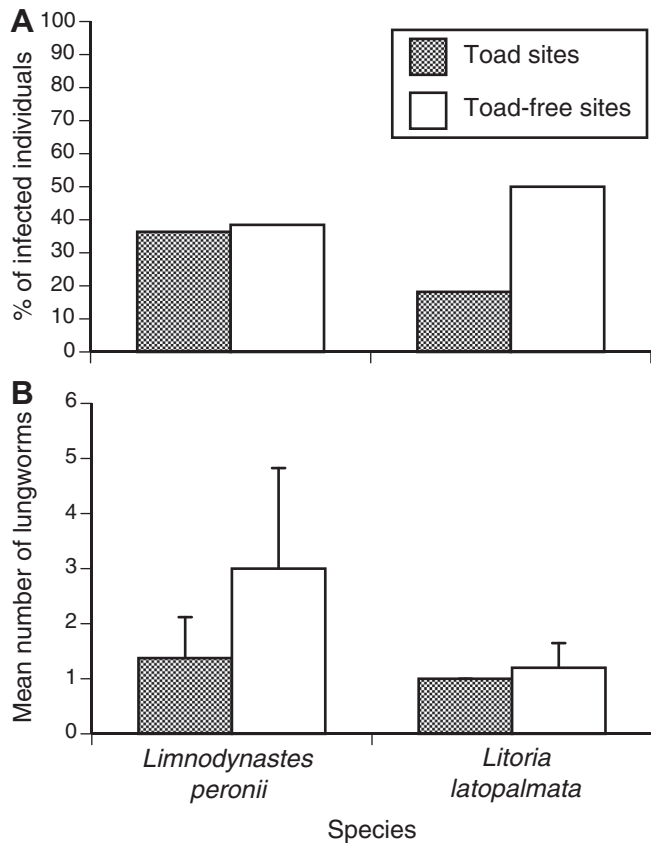 A
Toad sites
Toad-free sites
% of infected individuals
100
90
80
70
60
50
40
30
20
10
0
B
Mean number of lungworms
6
5
4
3
2
1
0
Limnodynastes
peronii
Litoria
latopalmata
Species